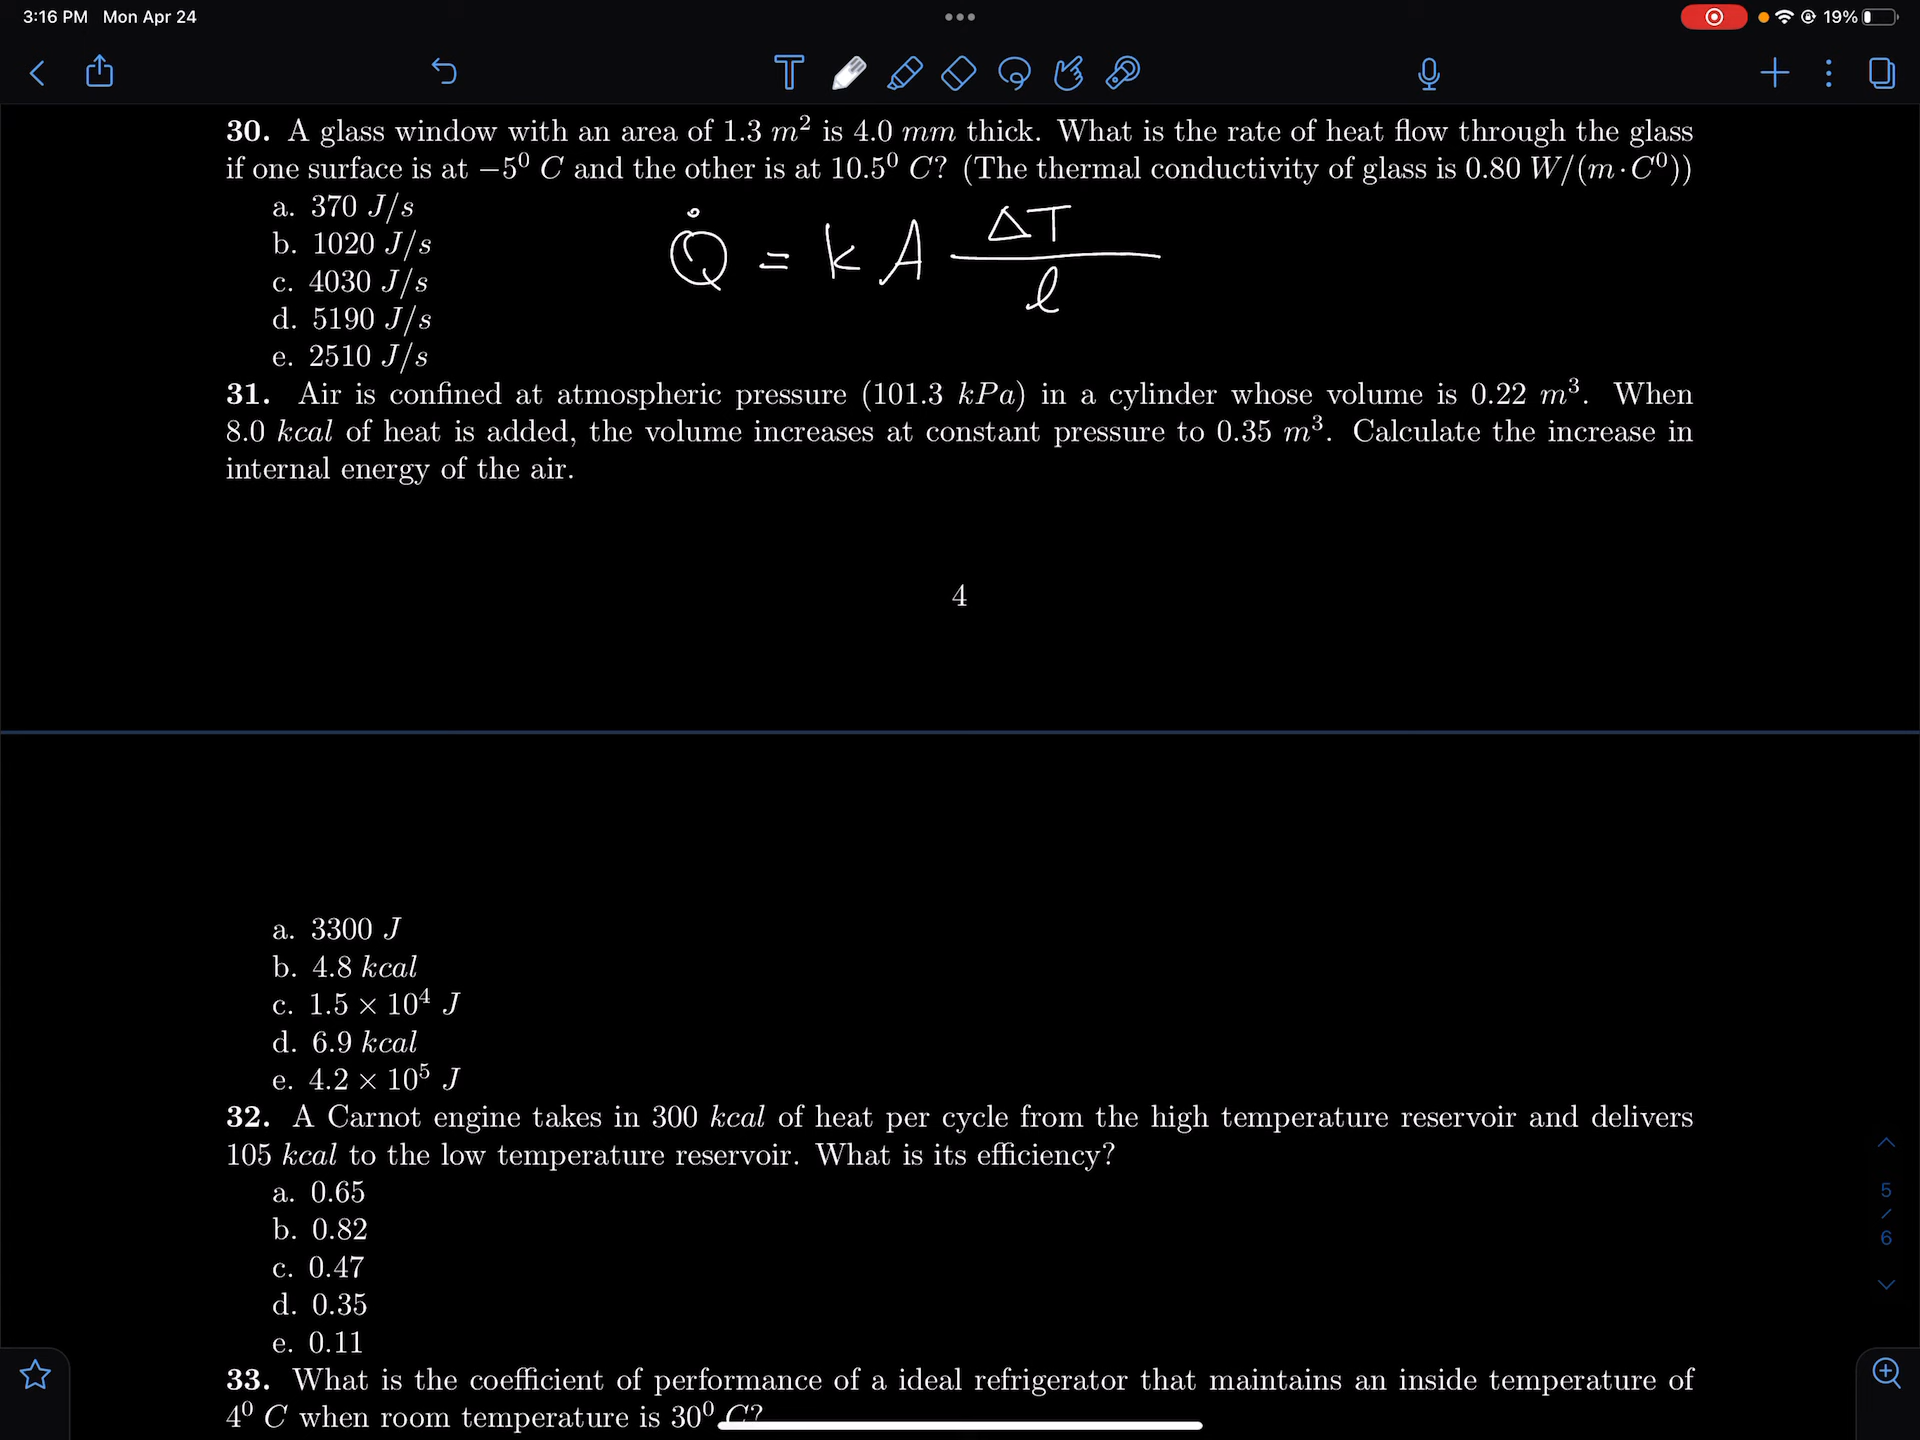 3:16 PM Mon Apr 24
19%
T
30. A glass window with an area of 1.3 m² is 4.0 mm thick. What is the rate of heat flow through the glass
if one surface is at −5⁰ C and the other is at 10.5⁰ C? (The thermal conductivity of glass is 0.80 W/(m·C⁰))
a. 370 J/s
b. 1020 J/s
c. 4030 J/s
d. 5190 J/s
e. 2510 J/s
Q̇ = k A ΔT / l
31. Air is confined at atmospheric pressure (101.3 kPa) in a cylinder whose volume is 0.22 m³. When
8.0 kcal of heat is added, the volume increases at constant pressure to 0.35 m³. Calculate the increase in
internal energy of the air.
4
a. 3300 J
b. 4.8 kcal
c. 1.5 × 10⁴ J
d. 6.9 kcal
e. 4.2 × 10⁵ J
32. A Carnot engine takes in 300 kcal of heat per cycle from the high temperature reservoir and delivers
105 kcal to the low temperature reservoir. What is its efficiency?
a. 0.65
b. 0.82
c. 0.47
d. 0.35
e. 0.11
5
/
6
33. What is the coefficient of performance of a ideal refrigerator that maintains an inside temperature of
4⁰ C when room temperature is 30⁰ C?